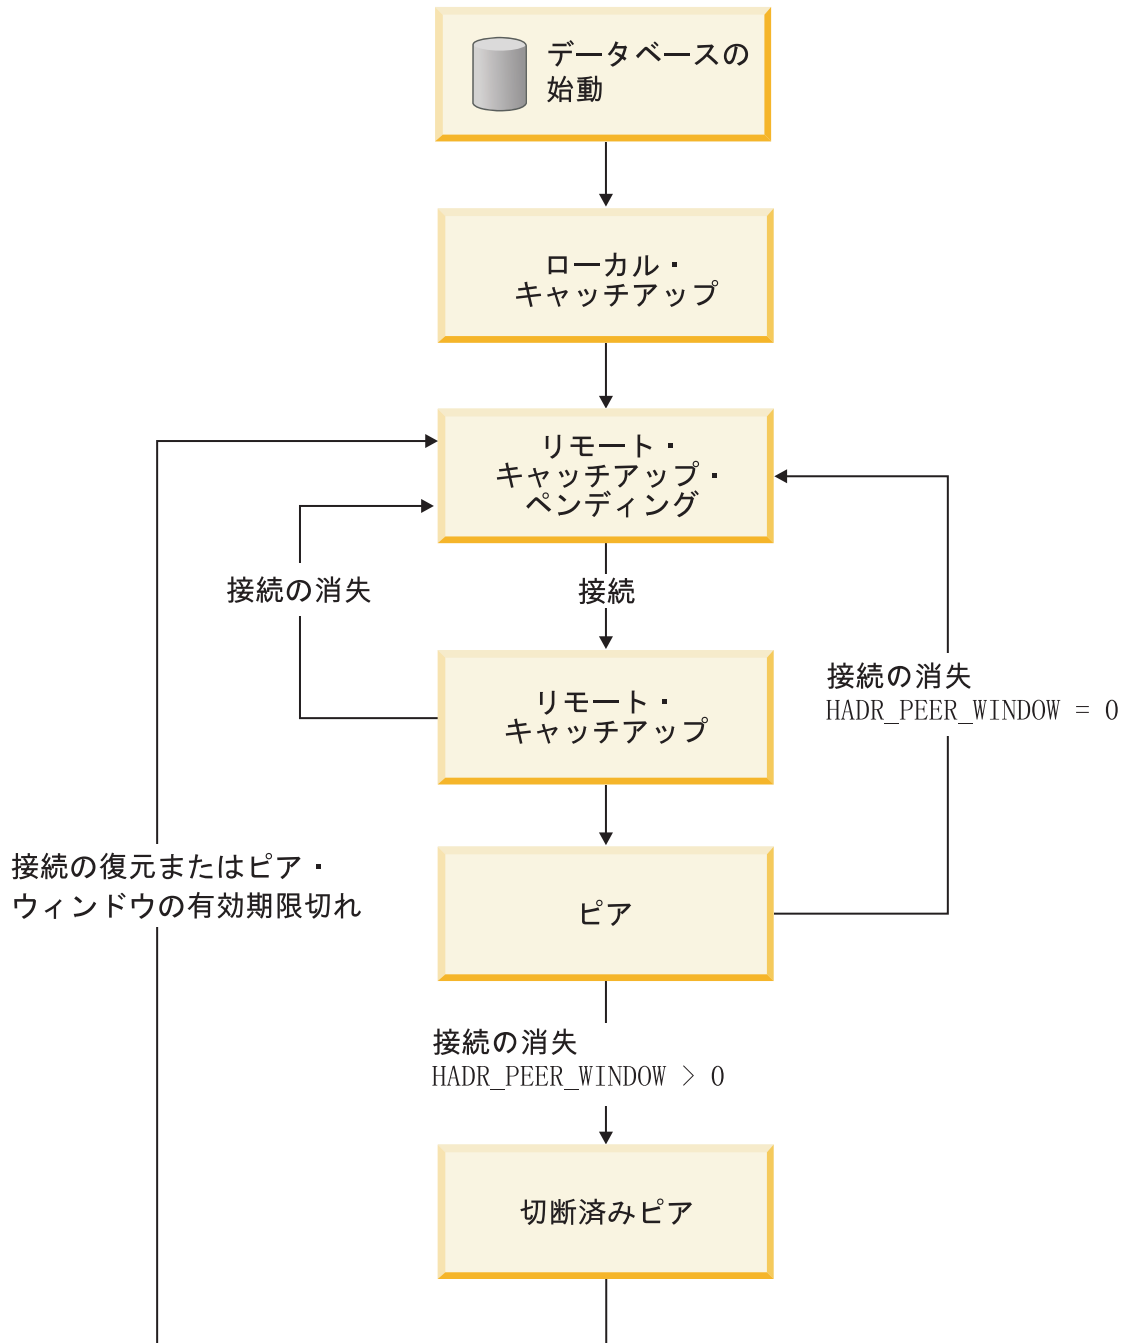 データベースの
始動
ローカル・
キャッチアップ
リモート・
キャッチアップ・
ペンディング
接続の消失
接続
接続の消失
HADR_PEER_WINDOW = 0
リモート・
キャッチアップ
接続の復元またはピア・
ウィンドウの有効期限切れ
ピア
接続の消失
HADR_PEER_WINDOW > 0
切断済みピア